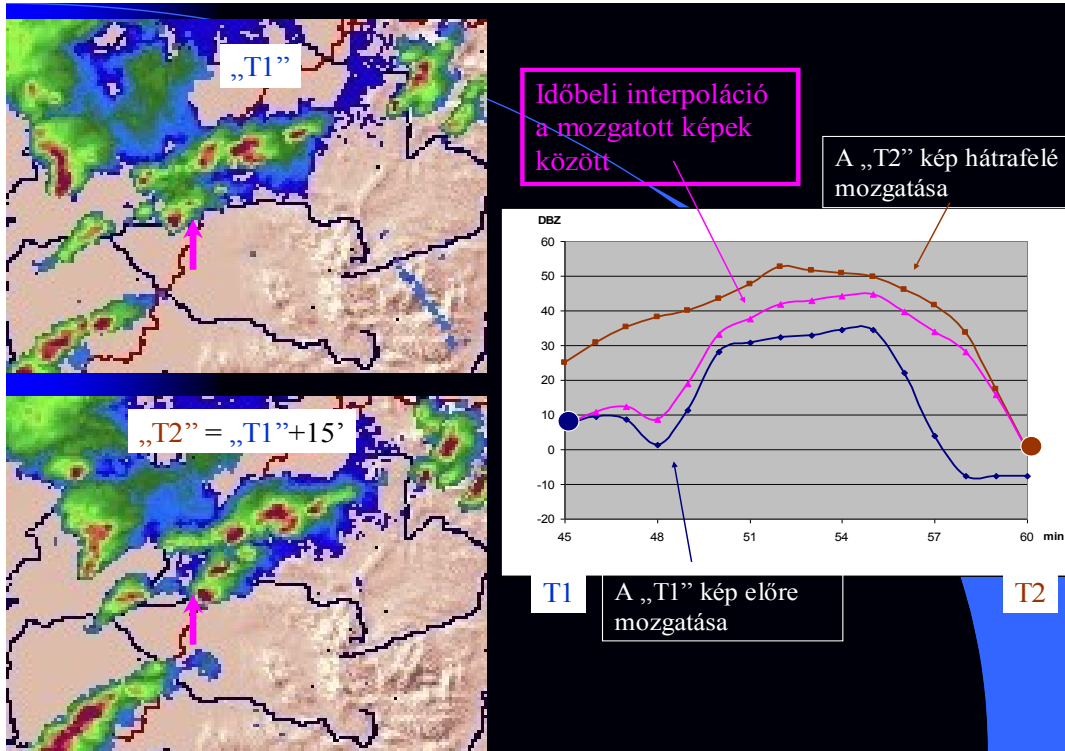 „T1”
„T2” = „T1”+15’
Időbeli interpoláció
a mozgatott képek
között
A „T2” kép hátrafelé
mozgatása
DBZ
60
50
40
30
20
10
0
-10
-20
45 48 51 54 57 60 min
T1
A „T1” kép előre
mozgatása
T2